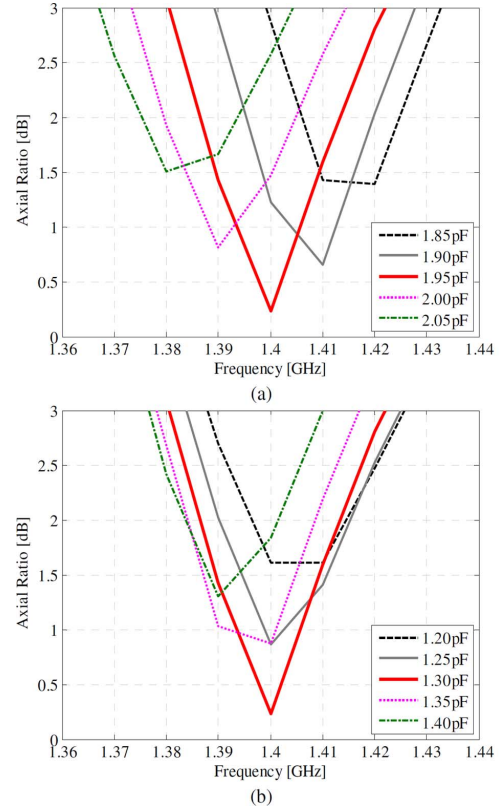 3
2.5
2
1.5
1
0.5
0
Axial Ratio [dB]
1.85pF
1.90pF
1.95pF
2.00pF
2.05pF
1.36 1.37 1.38 1.39 1.4 1.41 1.42 1.43 1.44
Frequency [GHz]
(a)
3
2.5
2
1.5
1
0.5
0
Axial Ratio [dB]
1.20pF
1.25pF
1.30pF
1.35pF
1.40pF
1.36 1.37 1.38 1.39 1.4 1.41 1.42 1.43 1.44
Frequency [GHz]
(b)